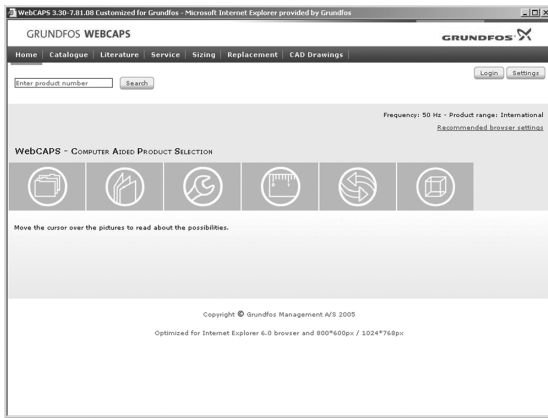 WebCAPS 3.30-7.81.08 Customized for Grundfos - Microsoft Internet Explorer provided by Grundfos
GRUNDFOS WEBCAPS
GRUNDFOS
Home Catalogue Literature Service Sizing Replacement CAD Drawings
Login Settings
Enter product number Search
Frequency: 50 Hz - Product range: International
Recommended browser settings
WebCAPS - Computer Aided Product Selection
Move the cursor over the pictures to read about the possibilities.
Copyright © Grundfos Management A/S 2005
Optimized for Internet Explorer 6.0 browser and 800*600px / 1024*768px